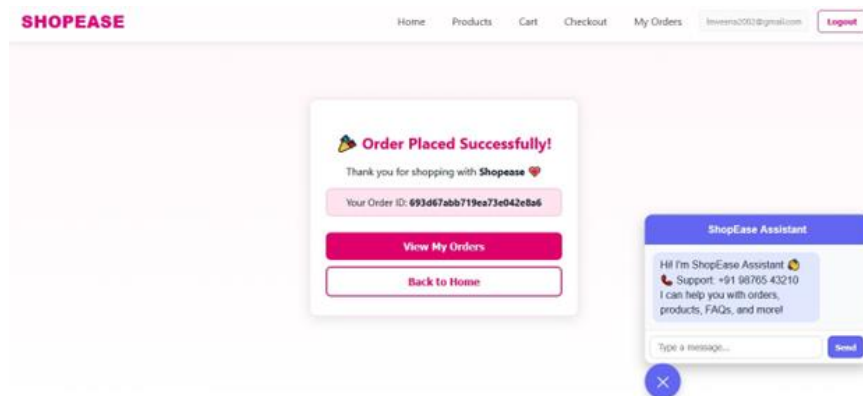 SHOPEASE
Home Products Cart Checkout My Orders Logout
Order Placed Successfully!
Thank you for shopping with Shopease
Your Order ID: 693d67abb719ea73e042e8a6
View My Orders
Back to Home
ShopEase Assistant
Hi! I'm ShopEase Assistant
Support: +91 98765 43210
I can help you with orders,
products, FAQs, and more!
Type a message...
Send